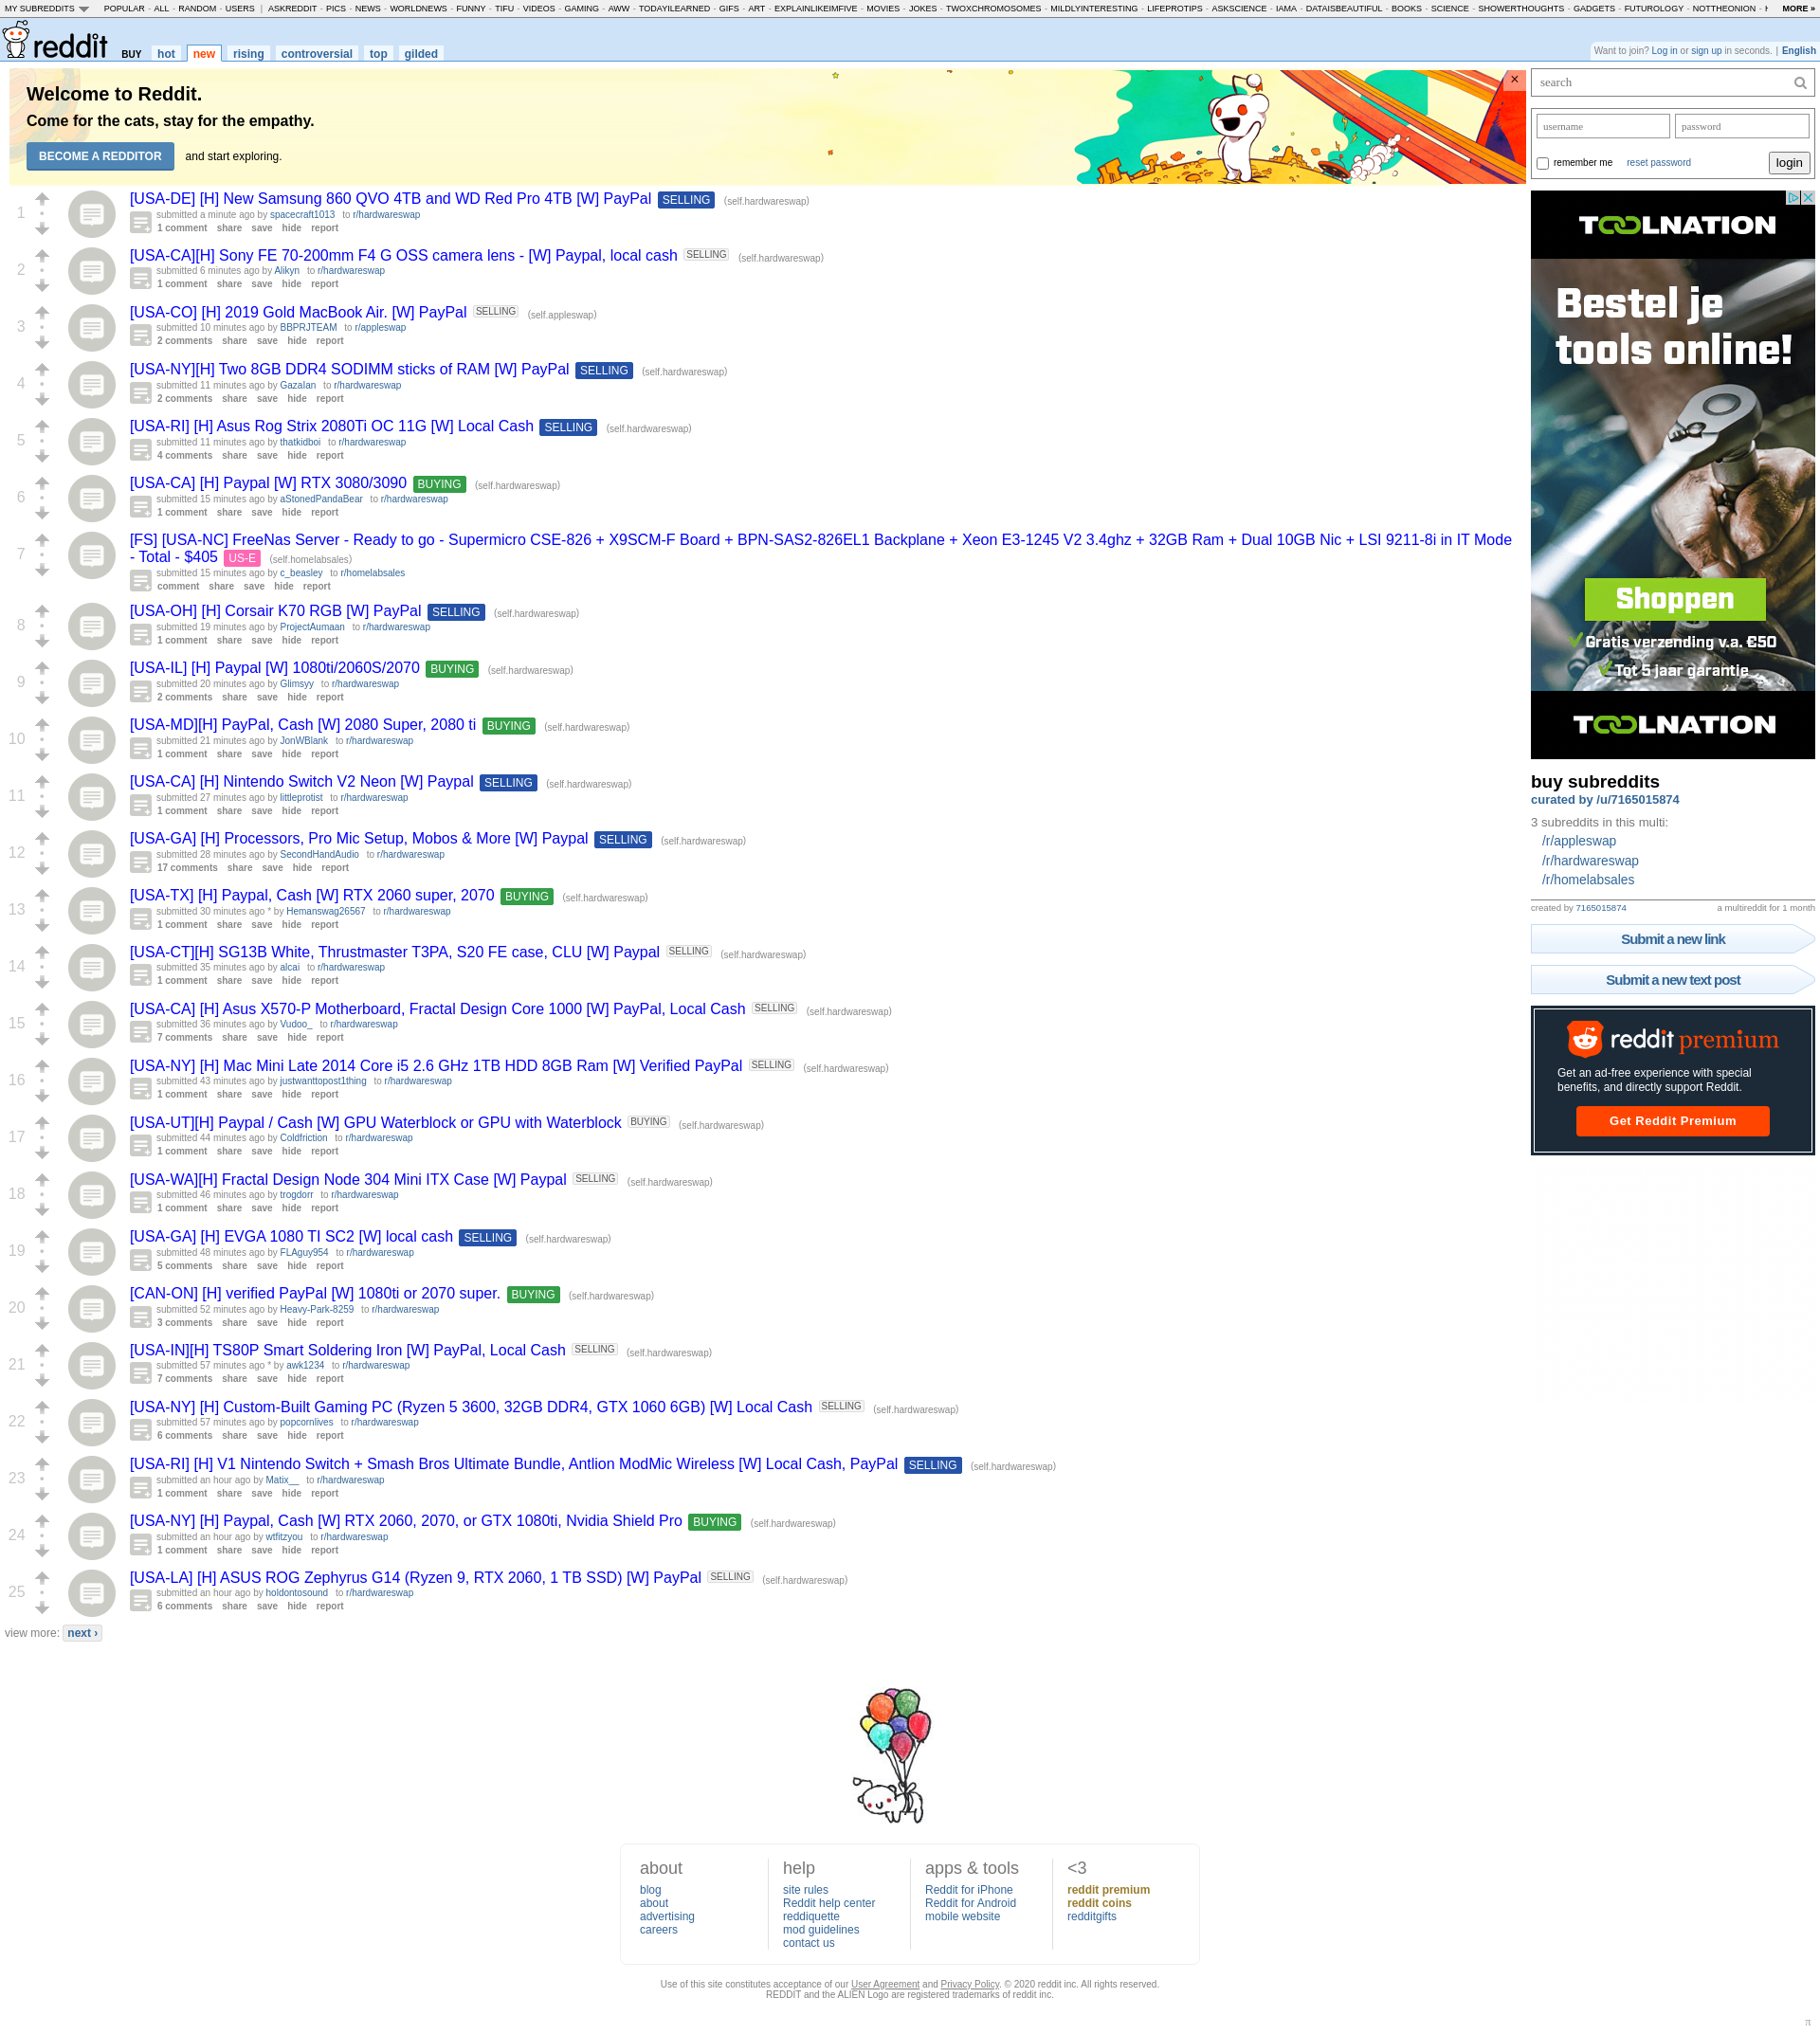 MY SUBREDDITS POPULAR - ALL - RANDOM - USERS | ASKREDDIT - PICS - NEWS - WORLDNEWS - FUNNY - TIFU - VIDEOS - GAMING - AWW - TODAYILEARNED - GIFS - ART - EXPLAINLIKEIMFIVE - MOVIES - JOKES - TWOXCHROMOSOMES - MILDLYINTERESTING - LIFEPROTIPS - ASKSCIENCE - IAMA - DATAISBEAUTIFUL - BOOKS - SCIENCE - SHOWERTHOUGHTS - GADGETS - FUTUROLOGY - NOTTHEONION - MORE »
reddit BUY hot new rising controversial top gilded
Want to join? Log in or sign up in seconds. | English
Welcome to Reddit.
Come for the cats, stay for the empathy.
BECOME A REDDITOR and start exploring.
×
1
[USA-DE] [H] New Samsung 860 QVO 4TB and WD Red Pro 4TB [W] PayPal SELLING (self.hardwareswap)
submitted a minute ago by spacecraft1013 to r/hardwareswap
1 comment share save hide report
2
[USA-CA][H] Sony FE 70-200mm F4 G OSS camera lens - [W] Paypal, local cash SELLING (self.hardwareswap)
submitted 6 minutes ago by Alikyn to r/hardwareswap
1 comment share save hide report
3
[USA-CO] [H] 2019 Gold MacBook Air. [W] PayPal SELLING (self.appleswap)
submitted 10 minutes ago by BBPRJTEAM to r/appleswap
2 comments share save hide report
4
[USA-NY][H] Two 8GB DDR4 SODIMM sticks of RAM [W] PayPal SELLING (self.hardwareswap)
submitted 11 minutes ago by Gazalan to r/hardwareswap
2 comments share save hide report
5
[USA-RI] [H] Asus Rog Strix 2080Ti OC 11G [W] Local Cash SELLING (self.hardwareswap)
submitted 11 minutes ago by thatkidboi to r/hardwareswap
4 comments share save hide report
6
[USA-CA] [H] Paypal [W] RTX 3080/3090 BUYING (self.hardwareswap)
submitted 15 minutes ago by aStonedPandaBear to r/hardwareswap
1 comment share save hide report
7
[FS] [USA-NC] FreeNas Server - Ready to go - Supermicro CSE-826 + X9SCM-F Board + BPN-SAS2-826EL1 Backplane + Xeon E3-1245 V2 3.4ghz + 32GB Ram + Dual 10GB Nic + LSI 9211-8i in IT Mode
- Total - $405 US-E (self.homelabsales)
submitted 15 minutes ago by c_beasley to r/homelabsales
comment share save hide report
8
[USA-OH] [H] Corsair K70 RGB [W] PayPal SELLING (self.hardwareswap)
submitted 19 minutes ago by ProjectAumaan to r/hardwareswap
1 comment share save hide report
9
[USA-IL] [H] Paypal [W] 1080ti/2060S/2070 BUYING (self.hardwareswap)
submitted 20 minutes ago by Glimsyy to r/hardwareswap
2 comments share save hide report
10
[USA-MD][H] PayPal, Cash [W] 2080 Super, 2080 ti BUYING (self.hardwareswap)
submitted 21 minutes ago by JonWBlank to r/hardwareswap
1 comment share save hide report
11
[USA-CA] [H] Nintendo Switch V2 Neon [W] Paypal SELLING (self.hardwareswap)
submitted 27 minutes ago by littleprotist to r/hardwareswap
1 comment share save hide report
12
[USA-GA] [H] Processors, Pro Mic Setup, Mobos & More [W] Paypal SELLING (self.hardwareswap)
submitted 28 minutes ago by SecondHandAudio to r/hardwareswap
17 comments share save hide report
13
[USA-TX] [H] Paypal, Cash [W] RTX 2060 super, 2070 BUYING (self.hardwareswap)
submitted 30 minutes ago * by Hemanswag26567 to r/hardwareswap
1 comment share save hide report
14
[USA-CT][H] SG13B White, Thrustmaster T3PA, S20 FE case, CLU [W] Paypal SELLING (self.hardwareswap)
submitted 35 minutes ago by alcai to r/hardwareswap
1 comment share save hide report
15
[USA-CA] [H] Asus X570-P Motherboard, Fractal Design Core 1000 [W] PayPal, Local Cash SELLING (self.hardwareswap)
submitted 36 minutes ago by Vudoo_ to r/hardwareswap
7 comments share save hide report
16
[USA-NY] [H] Mac Mini Late 2014 Core i5 2.6 GHz 1TB HDD 8GB Ram [W] Verified PayPal SELLING (self.hardwareswap)
submitted 43 minutes ago by justwanttopost1thing to r/hardwareswap
1 comment share save hide report
17
[USA-UT][H] Paypal / Cash [W] GPU Waterblock or GPU with Waterblock BUYING (self.hardwareswap)
submitted 44 minutes ago by Coldfriction to r/hardwareswap
1 comment share save hide report
18
[USA-WA][H] Fractal Design Node 304 Mini ITX Case [W] Paypal SELLING (self.hardwareswap)
submitted 46 minutes ago by trogdorr to r/hardwareswap
1 comment share save hide report
19
[USA-GA] [H] EVGA 1080 TI SC2 [W] local cash SELLING (self.hardwareswap)
submitted 48 minutes ago by FLAguy954 to r/hardwareswap
5 comments share save hide report
20
[CAN-ON] [H] verified PayPal [W] 1080ti or 2070 super. BUYING (self.hardwareswap)
submitted 52 minutes ago by Heavy-Park-8259 to r/hardwareswap
3 comments share save hide report
21
[USA-IN][H] TS80P Smart Soldering Iron [W] PayPal, Local Cash SELLING (self.hardwareswap)
submitted 57 minutes ago * by awk1234 to r/hardwareswap
7 comments share save hide report
22
[USA-NY] [H] Custom-Built Gaming PC (Ryzen 5 3600, 32GB DDR4, GTX 1060 6GB) [W] Local Cash SELLING (self.hardwareswap)
submitted 57 minutes ago by popcornlives to r/hardwareswap
6 comments share save hide report
23
[USA-RI] [H] V1 Nintendo Switch + Smash Bros Ultimate Bundle, Antlion ModMic Wireless [W] Local Cash, PayPal SELLING (self.hardwareswap)
submitted an hour ago by Matix__ to r/hardwareswap
1 comment share save hide report
24
[USA-NY] [H] Paypal, Cash [W] RTX 2060, 2070, or GTX 1080ti, Nvidia Shield Pro BUYING (self.hardwareswap)
submitted an hour ago by wtfitzyou to r/hardwareswap
1 comment share save hide report
25
[USA-LA] [H] ASUS ROG Zephyrus G14 (Ryzen 9, RTX 2060, 1 TB SSD) [W] PayPal SELLING (self.hardwareswap)
submitted an hour ago by holdontosound to r/hardwareswap
6 comments share save hide report
view more: next ›
search
username password
remember me reset password login
TOOLNATION
Bestel je
tools online!
Shoppen
Gratis verzending v.a. €50
Tot 5 jaar garantie
TOOLNATION
buy subreddits
curated by /u/7165015874
3 subreddits in this multi:
/r/appleswap
/r/hardwareswap
/r/homelabsales
created by 7165015874 a multireddit for 1 month
Submit a new link
Submit a new text post
reddit premium
Get an ad-free experience with special
benefits, and directly support Reddit.
Get Reddit Premium
about
blog
about
advertising
careers
help
site rules
Reddit help center
reddiquette
mod guidelines
contact us
apps & tools
Reddit for iPhone
Reddit for Android
mobile website
<3
reddit premium
reddit coins
redditgifts
Use of this site constitutes acceptance of our User Agreement and Privacy Policy. © 2020 reddit inc. All rights reserved.
REDDIT and the ALIEN Logo are registered trademarks of reddit inc.
π